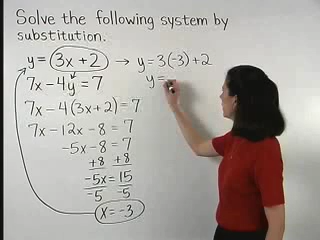 Solve the following system by
substitution.
y = 3x + 2 → y = 3(-3) + 2
y =
7x - 4y = 7
7x - 4(3x + 2) = 7
7x - 12x - 8 = 7
-5x - 8 = 7
+8 +8
-5x = 15
-5 -5
x = -3